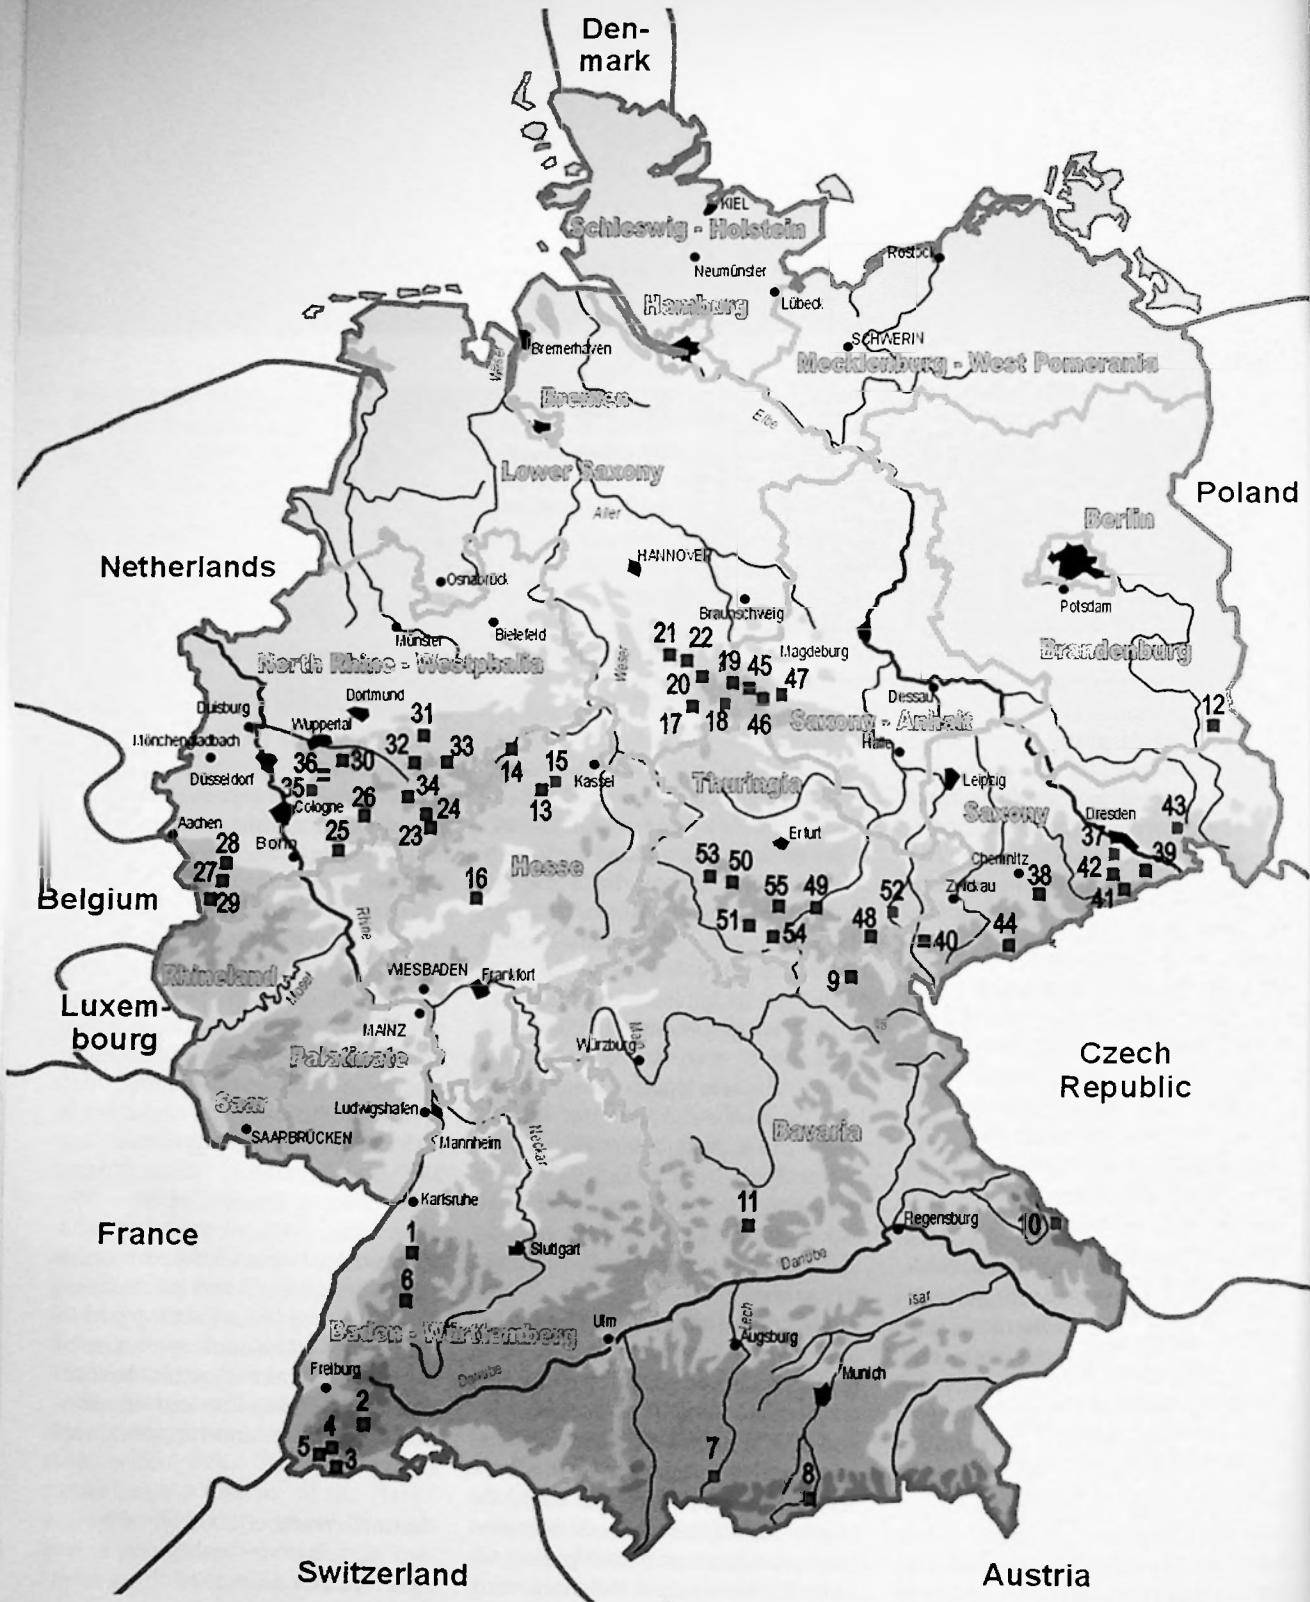 Den-
mark
KIEL
Schleswig - Holstein
Neumünster
Rostock
Hamburg
Lübeck
SCHWERIN
Bremerhaven
Weser
Mecklenburg - West Pomerania
Bremen
Elbe
Lower Saxony
Poland
Aller
Berlin
HANNOVER
Netherlands
Osnabrück
Braunschweig
Potsdam
Münster
Bielefeld
21
22
19
45
Magdeburg
Brandenburg
North Rhine - Westphalia
Weser
20
47
Dessau
Dortmund
17
18
46
Saxony - Anhalt
12
Duisburg
Wuppertal
31
Halle
Mönchengladbach
32
33
14
15
Düsseldorf
36
30
Kassel
Thuringia
Leipzig
35
34
13
Cologne
26
24
Saxony
Dresden
43
Aachen
25
23
Erfurt
37
28
Bonn
Hesse
53
50
Chemnitz
39
27
Zwickau
38
42
Belgium
29
16
55
49
52
41
Rhine
51
54
48
40
44
Rhineland
WIESBADEN
Frankfort
9
Mosel
Luxem-
bourg
MAINZ
Würzburg
Main
Palatinate
Czech
Republic
Saar
Ludwigshafen
SAARBRÜCKEN
Mannheim
Neckar
Bavaria
Karlsruhe
11
France
1
Stuttgart
Regensburg
10
6
Danube
Baden - Württemberg
Ulm
Lech
Isar
Augsburg
Freiburg
Danube
Munich
2
4
5
3
7
8
Switzerland
Austria